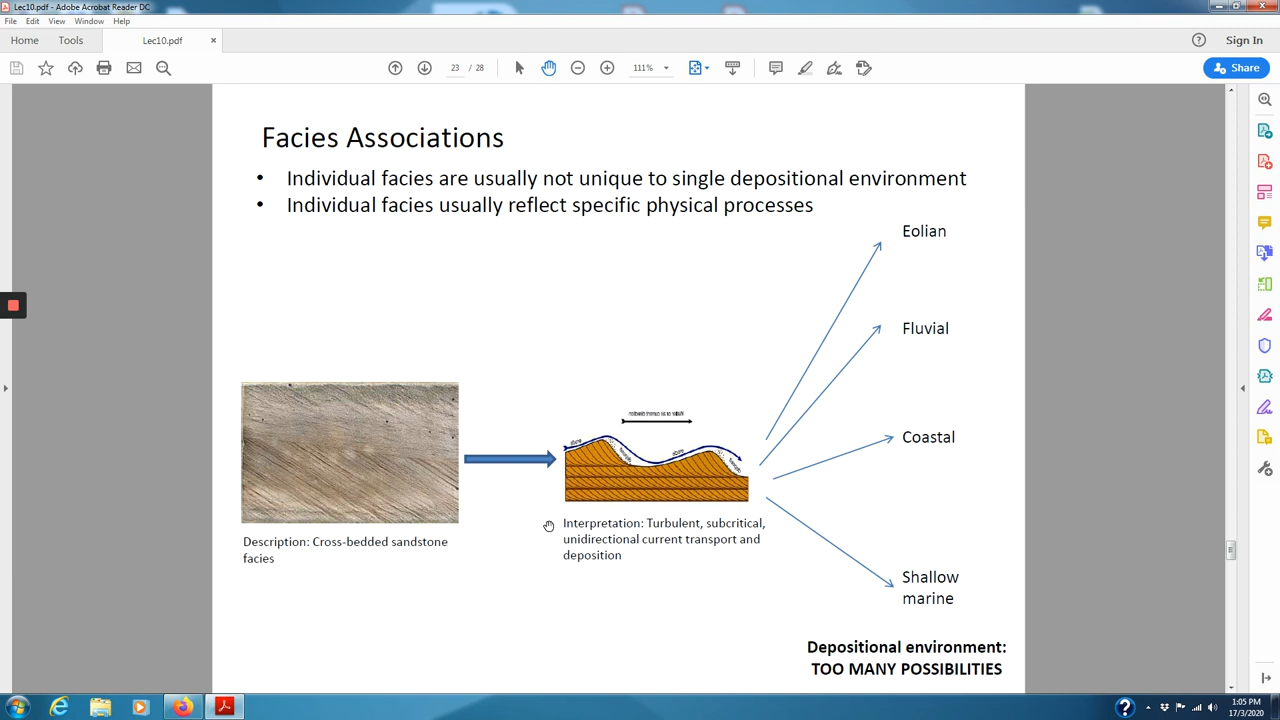 Lec10.pdf - Adobe Acrobat Reader DC
File Edit View Window Help
Home Tools Lec10.pdf × Sign In
23 / 28 111% Share
Facies Associations
• Individual facies are usually not unique to single depositional environment
• Individual facies usually reflect specific physical processes
Eolian
Fluvial
Coastal
Shallow
marine
Description: Cross-bedded sandstone
facies
Interpretation: Turbulent, subcritical,
unidirectional current transport and
deposition
Depositional environment:
TOO MANY POSSIBILITIES
1:05 PM
17/3/2020